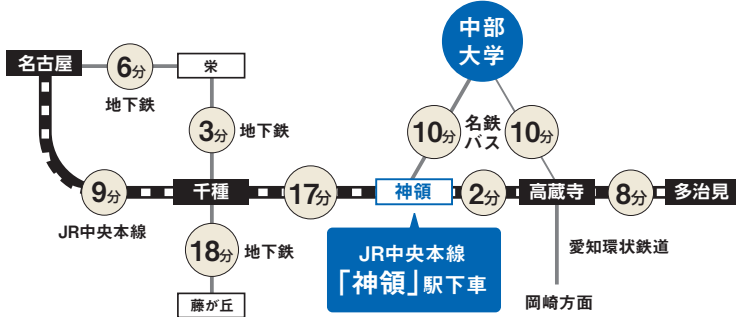 中部
大学
名古屋
6分
栄
地下鉄
3分
地下鉄
10分
名鉄
バス
10分
9分
千種
17分
神領
2分
高蔵寺
8分
多治見
JR中央本線
18分
地下鉄
JR中央本線
「神領」駅下車
愛知環状鉄道
藤が丘
岡崎方面